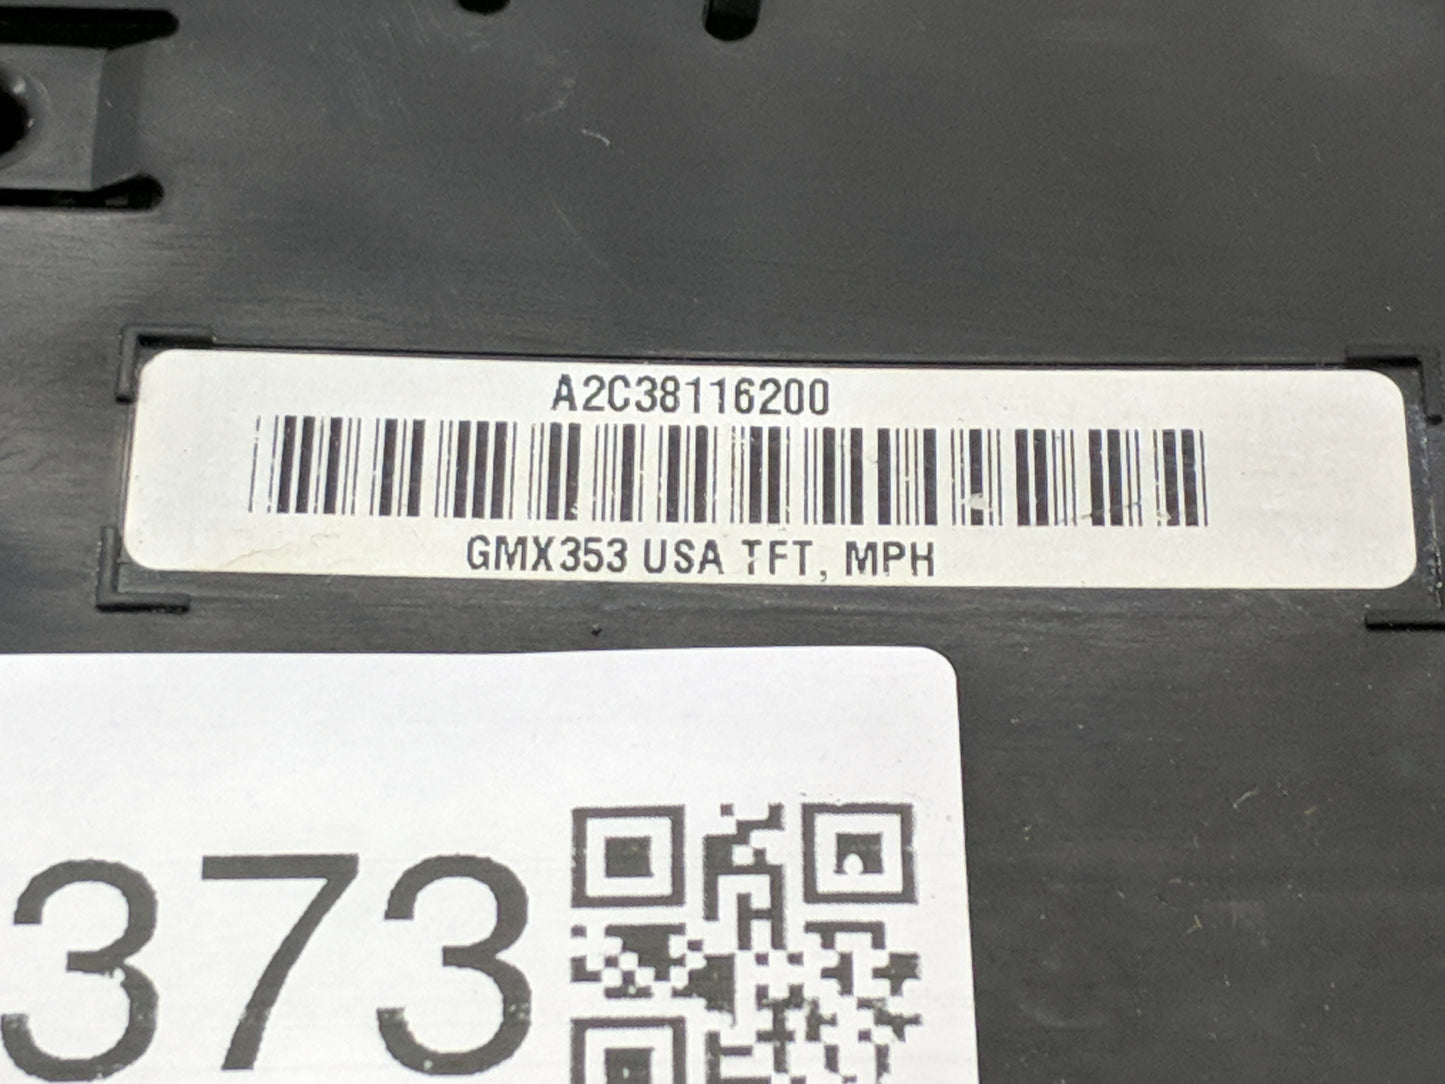 A2C38116200
GMX353 USA TFT, MPH
373